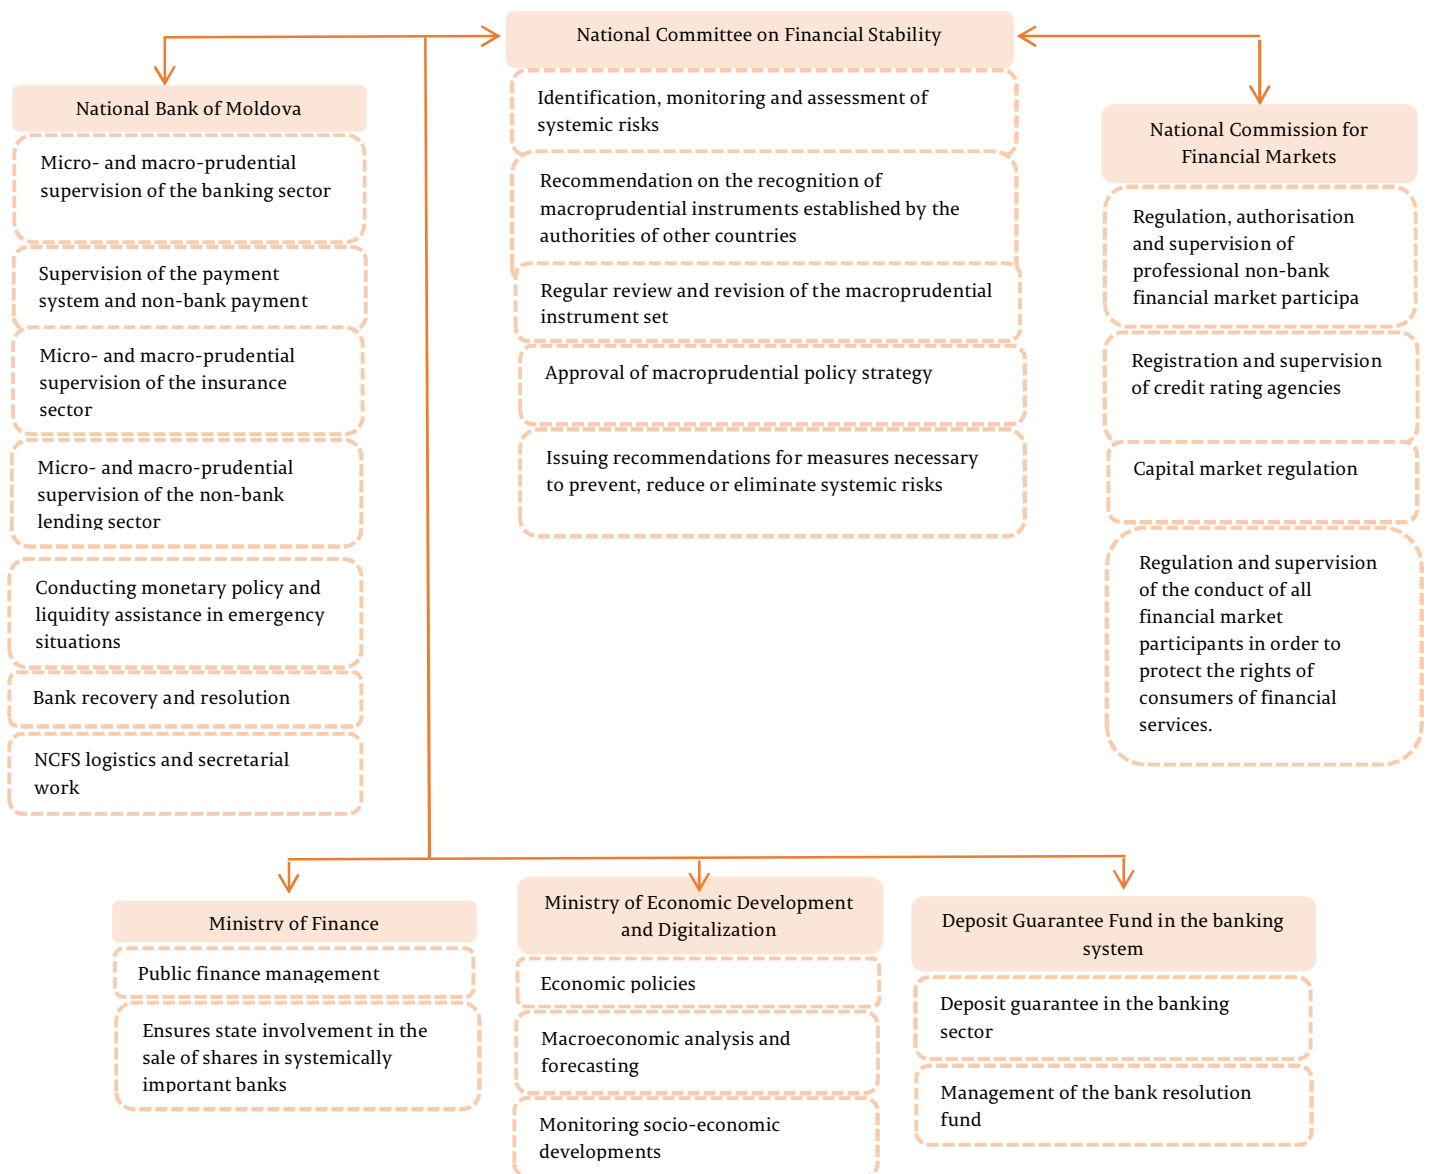 National Committee on Financial Stability
Identification, monitoring and assessment of
systemic risks
Recommendation on the recognition of
macroprudential instruments established by the
authorities of other countries
Regular review and revision of the macroprudential
instrument set
Approval of macroprudential policy strategy
Issuing recommendations for measures necessary
to prevent, reduce or eliminate systemic risks
National Bank of Moldova
Micro- and macro-prudential
supervision of the banking sector
Supervision of the payment
system and non-bank payment
Micro- and macro-prudential
supervision of the insurance
sector
Micro- and macro-prudential
supervision of the non-bank
lending sector
Conducting monetary policy and
liquidity assistance in emergency
situations
Bank recovery and resolution
NCFS logistics and secretarial
work
National Commission for
Financial Markets
Regulation, authorisation
and supervision of
professional non-bank
financial market participa
Registration and supervision
of credit rating agencies
Capital market regulation
Regulation and supervision
of the conduct of all
financial market
participants in order to
protect the rights of
consumers of financial
services.
Ministry of Finance
Public finance management
Ensures state involvement in the
sale of shares in systemically
important banks
Ministry of Economic Development
and Digitalization
Economic policies
Macroeconomic analysis and
forecasting
Monitoring socio-economic
developments
Deposit Guarantee Fund in the banking
system
Deposit guarantee in the banking
sector
Management of the bank resolution
fund